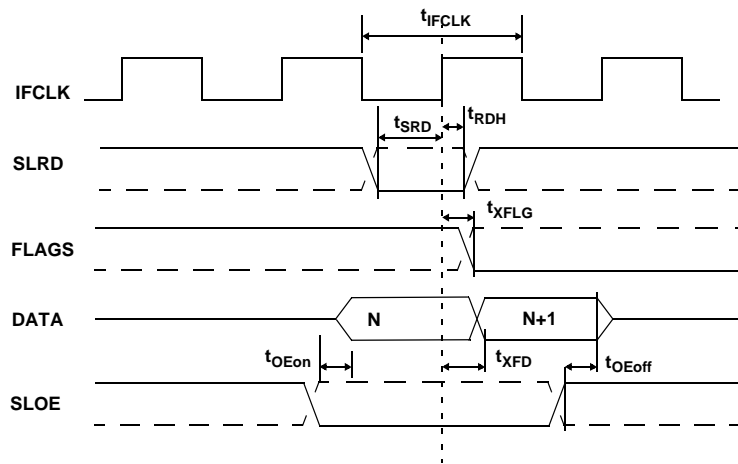 tIFCLK
IFCLK
tSRD
tRDH
SLRD
tXFLG
FLAGS
DATA
N
N+1
tOEon
tXFD
tOEoff
SLOE